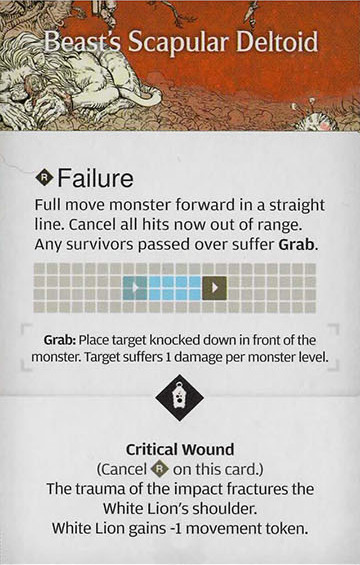 Beast's Scapular Deltoid
R Failure
Full move monster forward in a straight
line. Cancel all hits now out of range.
Any survivors passed over suffer Grab.
Grab: Place target knocked down in front of the
monster. Target suffers 1 damage per monster level.
Critical Wound
(Cancel R on this card.)
The trauma of the impact fractures the
White Lion's shoulder.
White Lion gains -1 movement token.